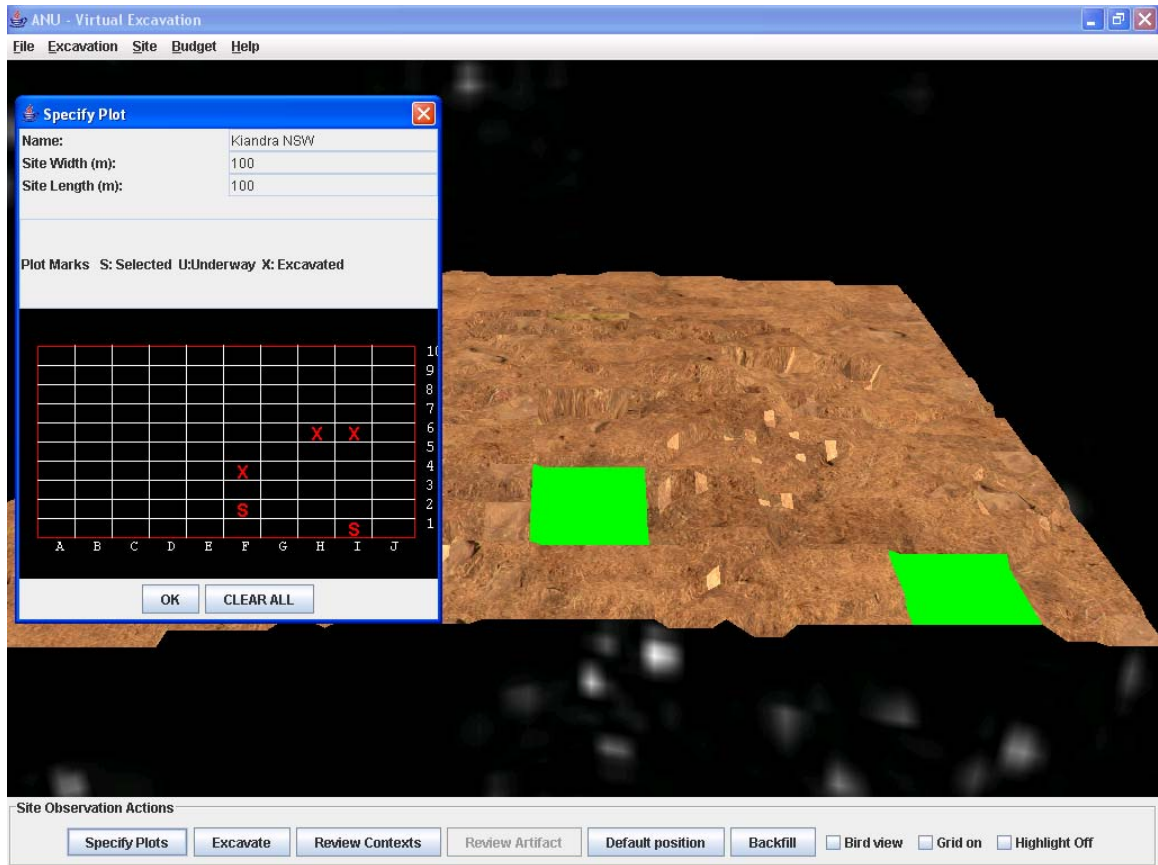 ANU - Virtual Excavation
File Excavation Site Budget Help
Specify Plot
Name: Kiandra NSW
Site Width (m): 100
Site Length (m): 100
Plot Marks S: Selected U:Underway X: Excavated
10
9
8
7
X X 6
5
X 4
3
S 2
S 1
A B C D E F G H I J
OK CLEAR ALL
Site Observation Actions
Specify Plots Excavate Review Contexts Review Artifact Default position Backfill Bird view Grid on Highlight Off